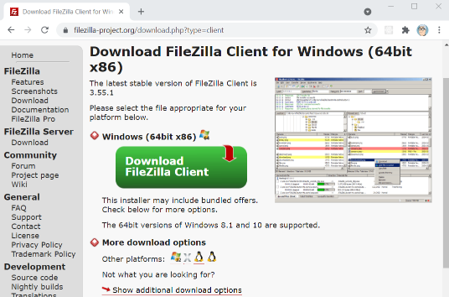 Download FileZilla Client for Win
filezilla-project.org/download.php?type=client
Home
FileZilla
Features
Screenshots
Download
Documentation
FileZilla Pro
FileZilla Server
Download
Community
Forum
Project page
Wiki
General
FAQ
Support
Contact
License
Privacy Policy
Trademark Policy
Development
Source code
Nightly builds
Translations
Download FileZilla Client for Windows (64bit
x86)
The latest stable version of FileZilla Client is
3.55.1
Please select the file appropriate for your
platform below.
Windows (64bit x86)
Download
FileZilla Client
This installer may include bundled offers.
Check below for more options.
The 64bit versions of Windows 8.1 and 10 are supported.
More download options
Other platforms:
Not what you are looking for?
Show additional download options